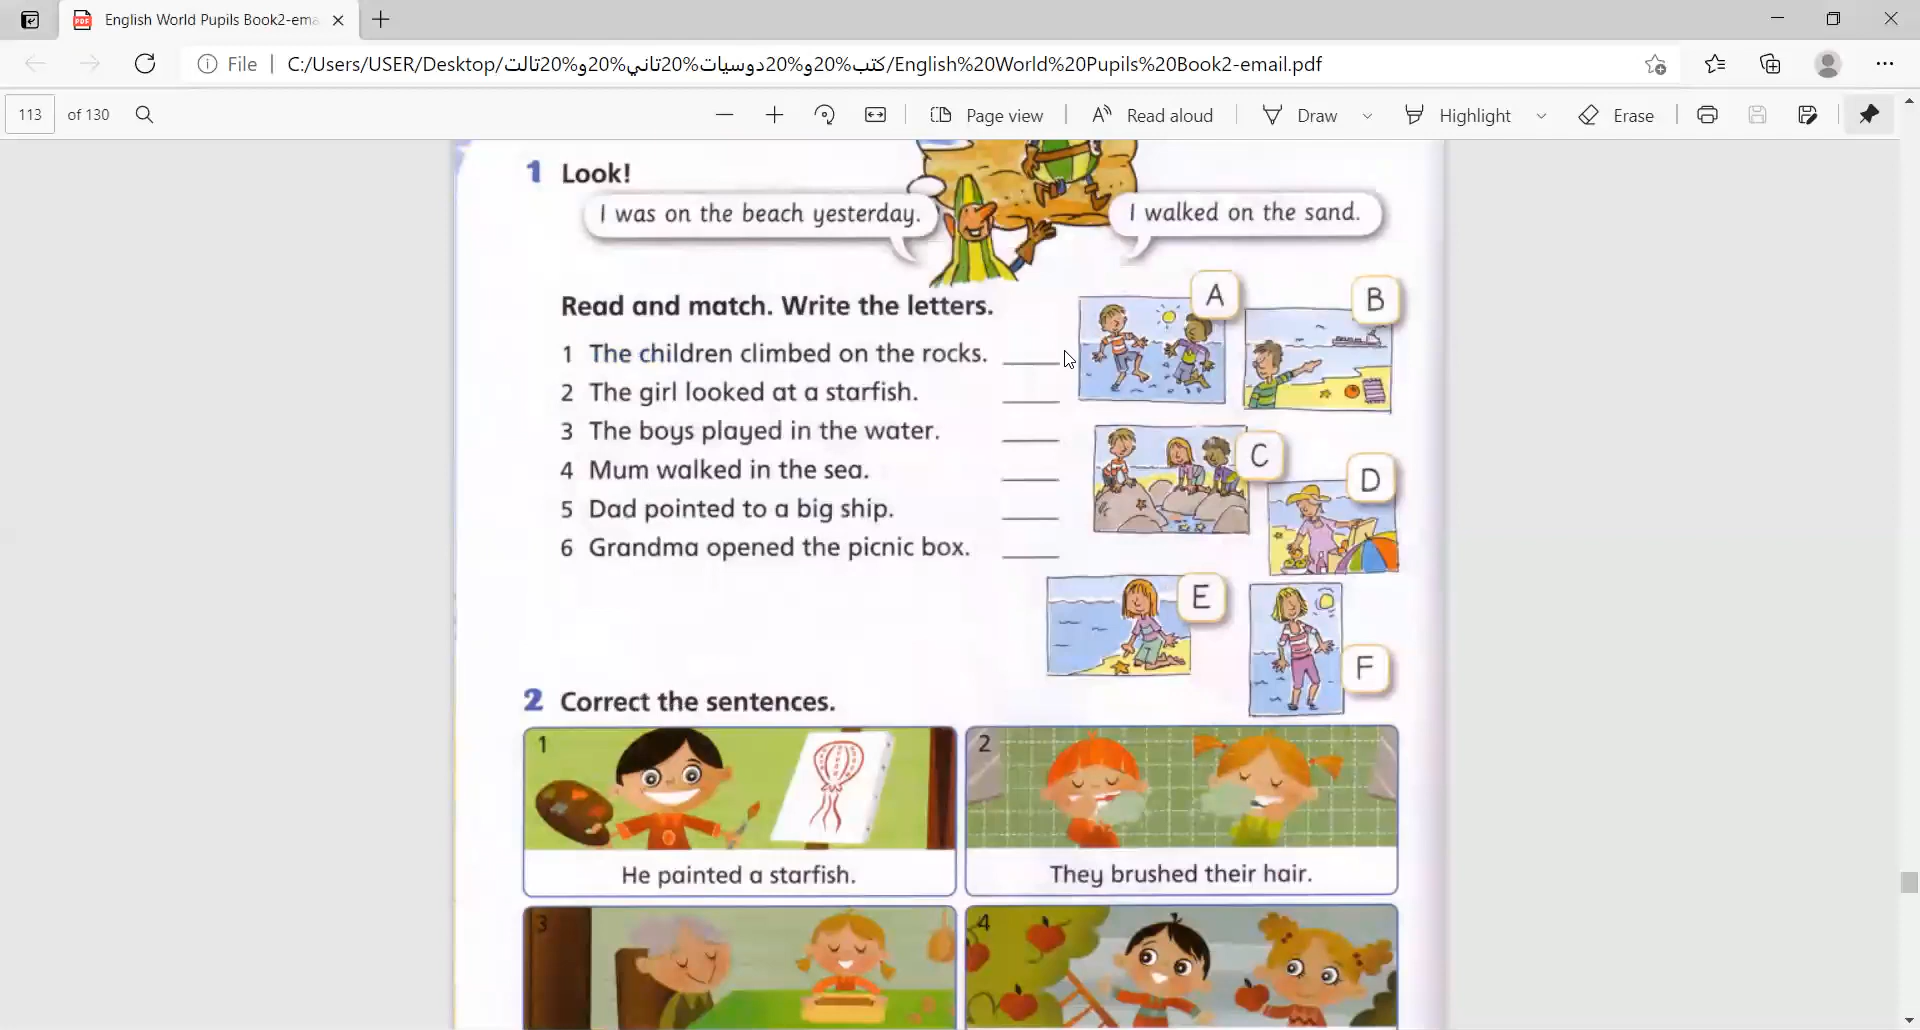 English World Pupils Book2-ema
File
C:/Users/USER/Desktop/كتب%20و%20دوسيات%20تاني%20و%20تالت/English%20World%20Pupils%20Book2-email.pdf
113 of 130
Page view
Read aloud
Draw
Highlight
Erase
1 Look!
I was on the beach yesterday.
I walked on the sand.
Read and match. Write the letters.
1 The children climbed on the rocks.
2 The girl looked at a starfish.
3 The boys played in the water.
4 Mum walked in the sea.
5 Dad pointed to a big ship.
6 Grandma opened the picnic box.
A
B
C
D
E
F
2 Correct the sentences.
1
He painted a starfish.
2
They brushed their hair.
3
4